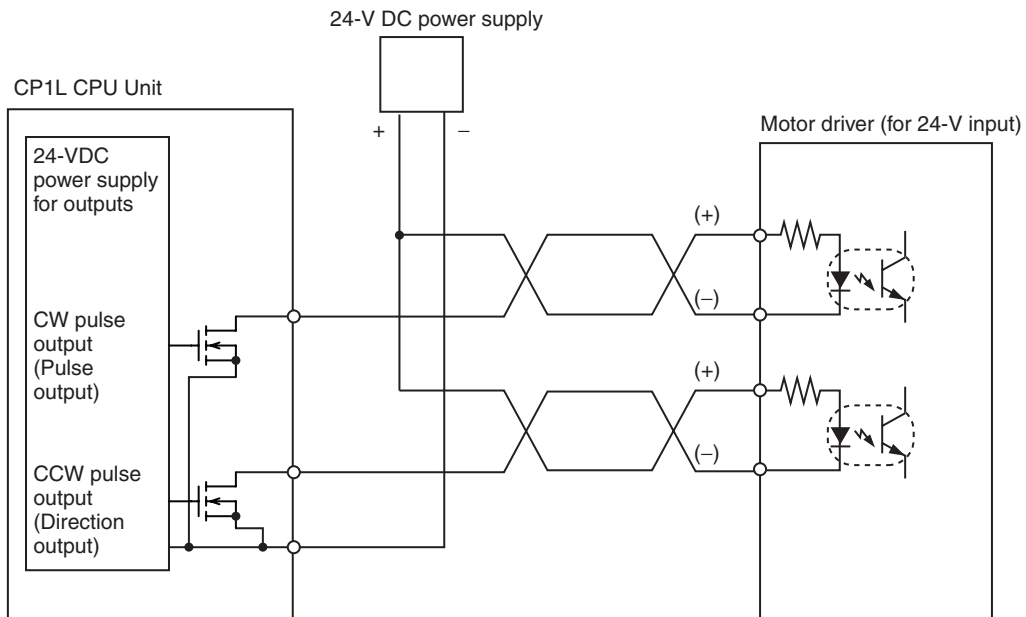 24-V DC power supply
CP1L CPU Unit
+
−
Motor driver (for 24-V input)
24-VDC
power supply
for outputs
(+)
(−)
CW pulse
output
(Pulse
output)
(+)
(−)
CCW pulse
output
(Direction
output)